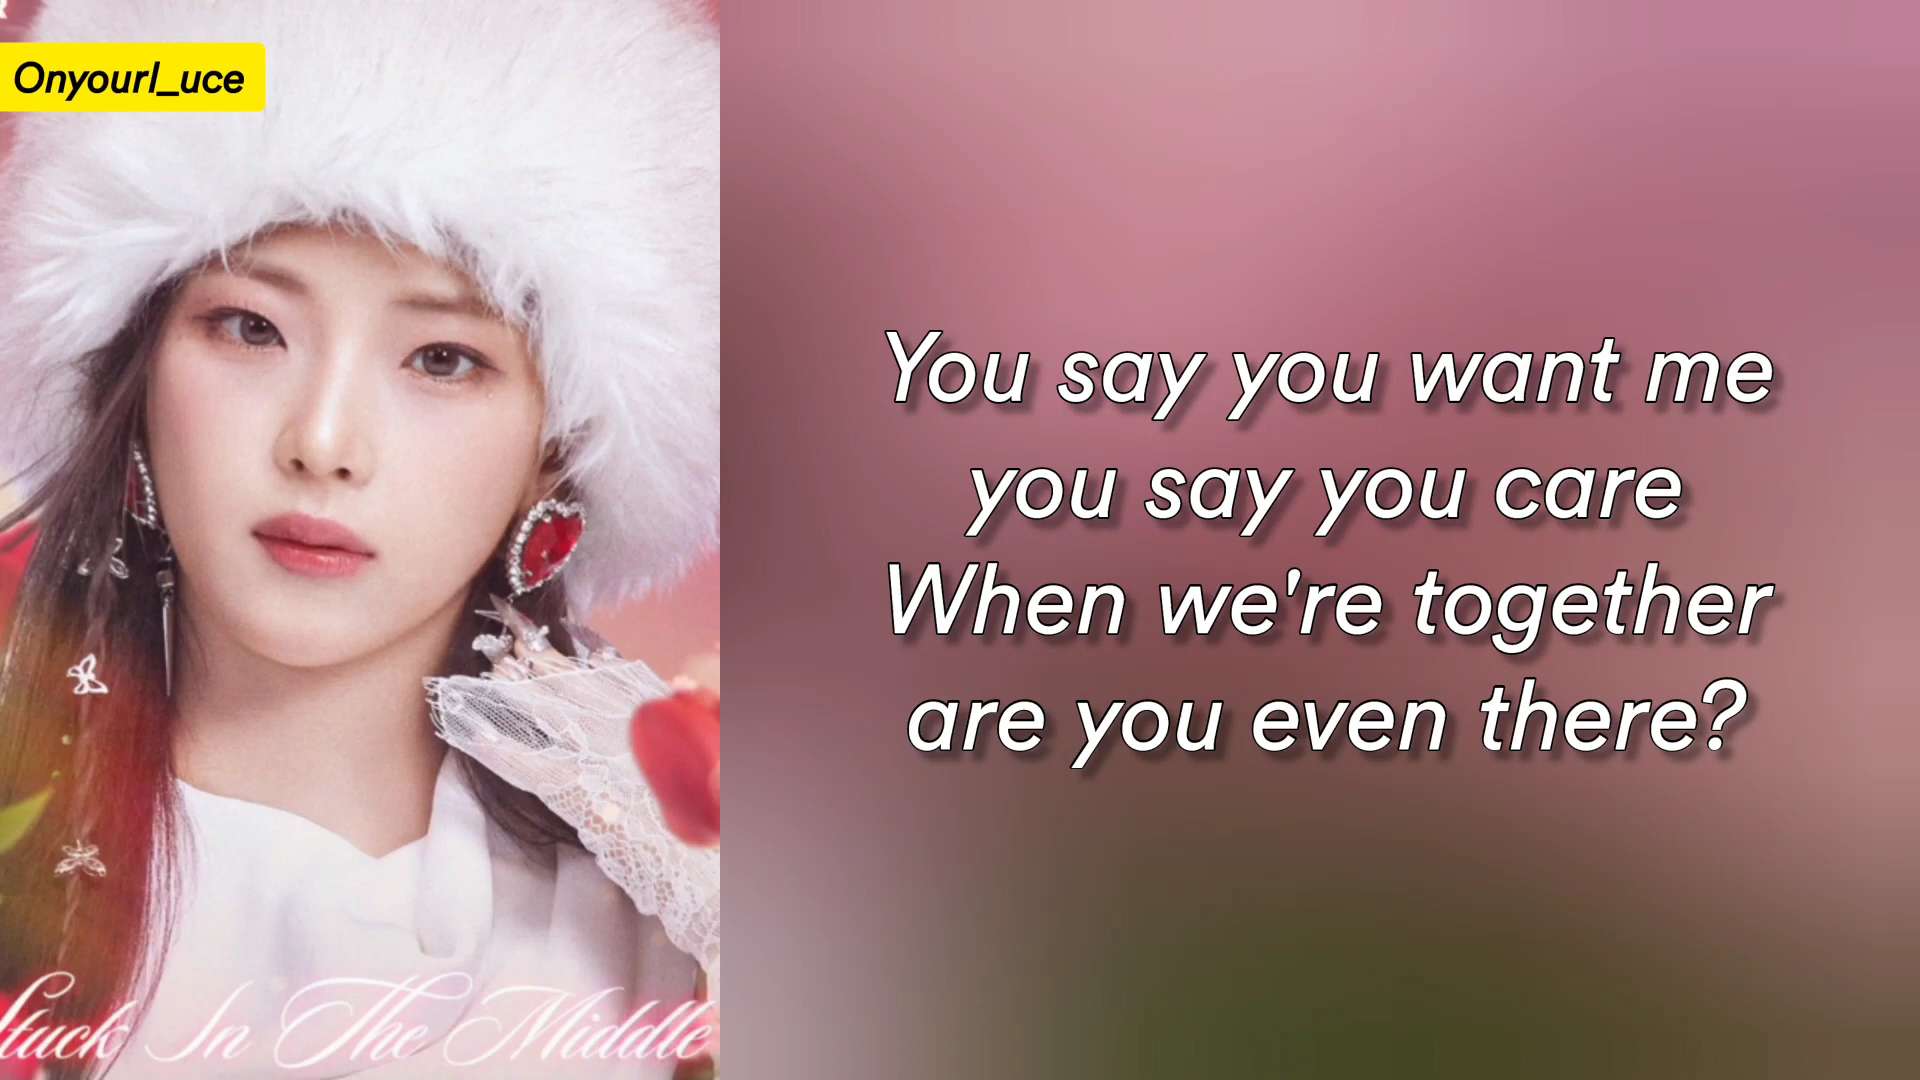 Onyourl_uce
You say you want me
you say you care
When we're together
are you even there?
Stuck In The Middle